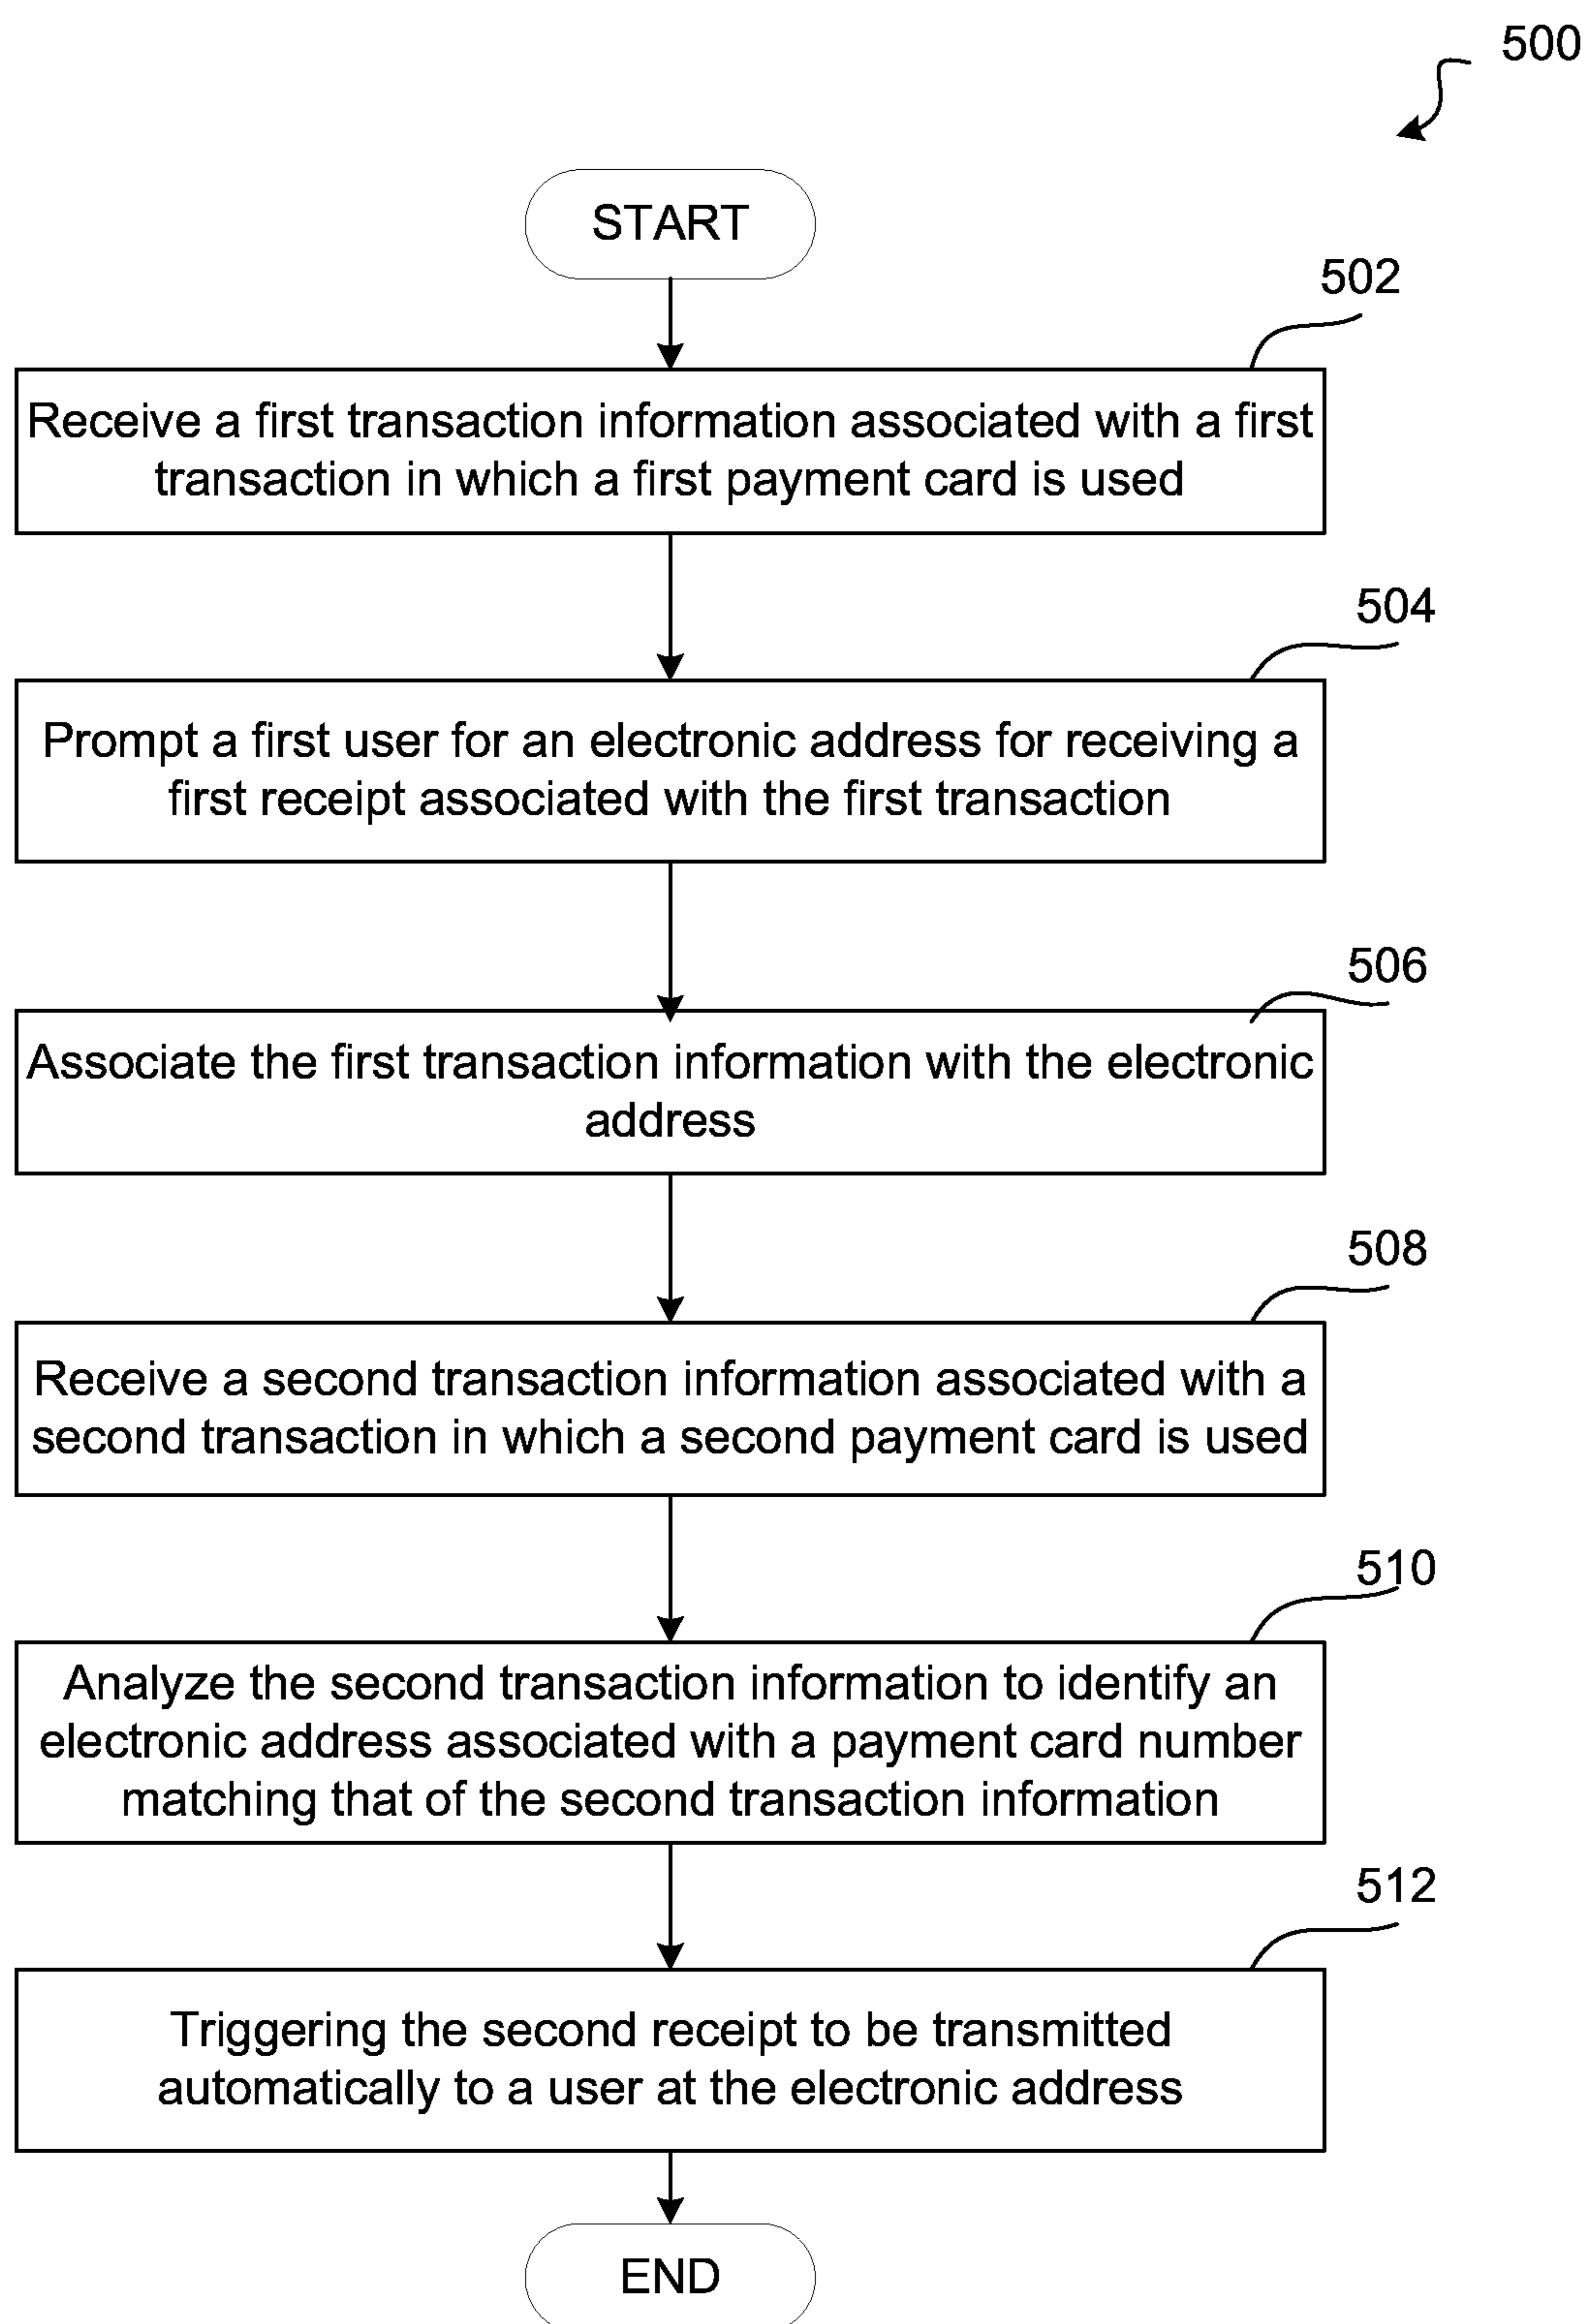 500
START
502
Receive a first transaction information associated with a first
transaction in which a first payment card is used
504
Prompt a first user for an electronic address for receiving a
first receipt associated with the first transaction
506
Associate the first transaction information with the electronic
address
508
Receive a second transaction information associated with a
second transaction in which a second payment card is used
510
Analyze the second transaction information to identify an
electronic address associated with a payment card number
matching that of the second transaction information
512
Triggering the second receipt to be transmitted
automatically to a user at the electronic address
END